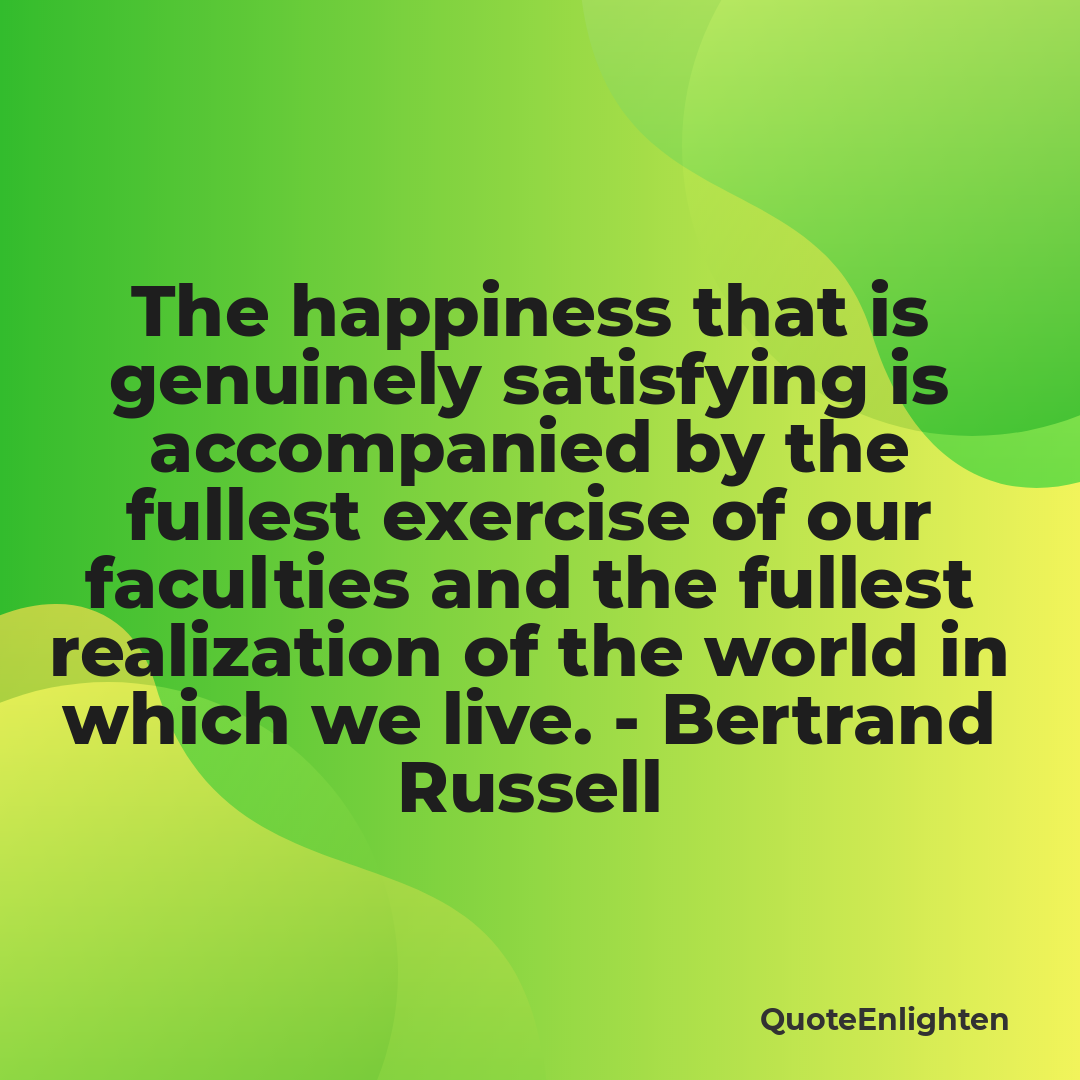 The happiness that is
genuinely satisfying is
accompanied by the
fullest exercise of our
faculties and the fullest
realization of the world in
which we live. - Bertrand
Russell
QuoteEnlighten